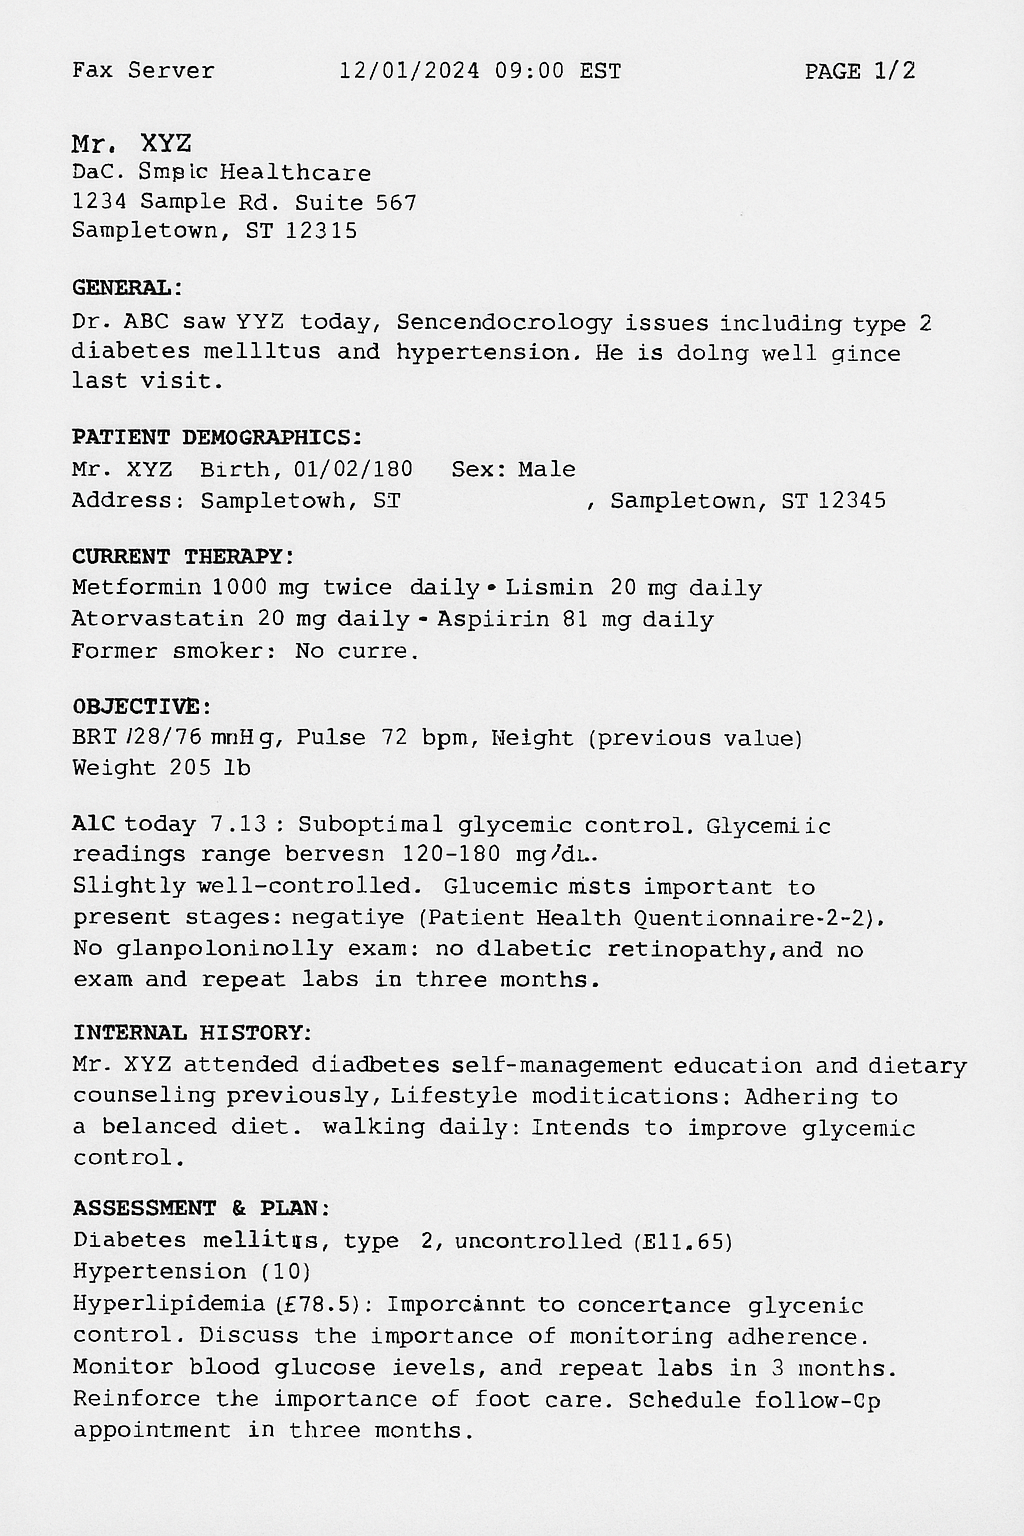 Fax Server 12/01/2024 09:00 EST PAGE 1/2
Mr. XYZ
DaC. Smpic Healthcare
1234 Sample Rd. Suite 567
Sampletown, ST 12315
GENERAL:
Dr. ABC saw YYZ today, Sencendocrology issues including type 2
diabetes mellltus and hypertension. He is dolng well gince
last visit.
PATIENT DEMOGRAPHICS:
Mr. XYZ Birth, 01/02/180 Sex: Male
Address: Sampletowh, ST , Sampletown, ST 12345
CURRENT THERAPY:
Metformin 1000 mg twice daily • Lismin 20 mg daily
Atorvastatin 20 mg daily - Aspiirin 81 mg daily
Former smoker: No curre.
OBJECTIVE:
BRT /28/76 mnHg, Pulse 72 bpm, Neight (previous value)
Weight 205 lb
A1C today 7.13 : Suboptimal glycemic control. Glycemiic
readings range bervesn 120-180 mg/dL.
Slightly well-controlled. Glucemic msts important to
present stages: negatiye (Patient Health Quentionnaire-2-2).
No glanpoloninolly exam: no dlabetic retinopathy, and no
exam and repeat labs in three months.
INTERNAL HISTORY:
Mr. XYZ attended diadbetes self-management education and dietary
counseling previously, Lifestyle moditications: Adhering to
a belanced diet. walking daily: Intends to improve glycemic
control.
ASSESSMENT & PLAN:
Diabetes mellitus, type 2, uncontrolled (E11.65)
Hypertension (10)
Hyperlipidemia (£78.5): Imporcànnt to concertance glycenic
control. Discuss the importance of monitoring adherence.
Monitor blood glucose ievels, and repeat labs in 3 months.
Reinforce the importance of foot care. Schedule follow-Cp
appointment in three months.